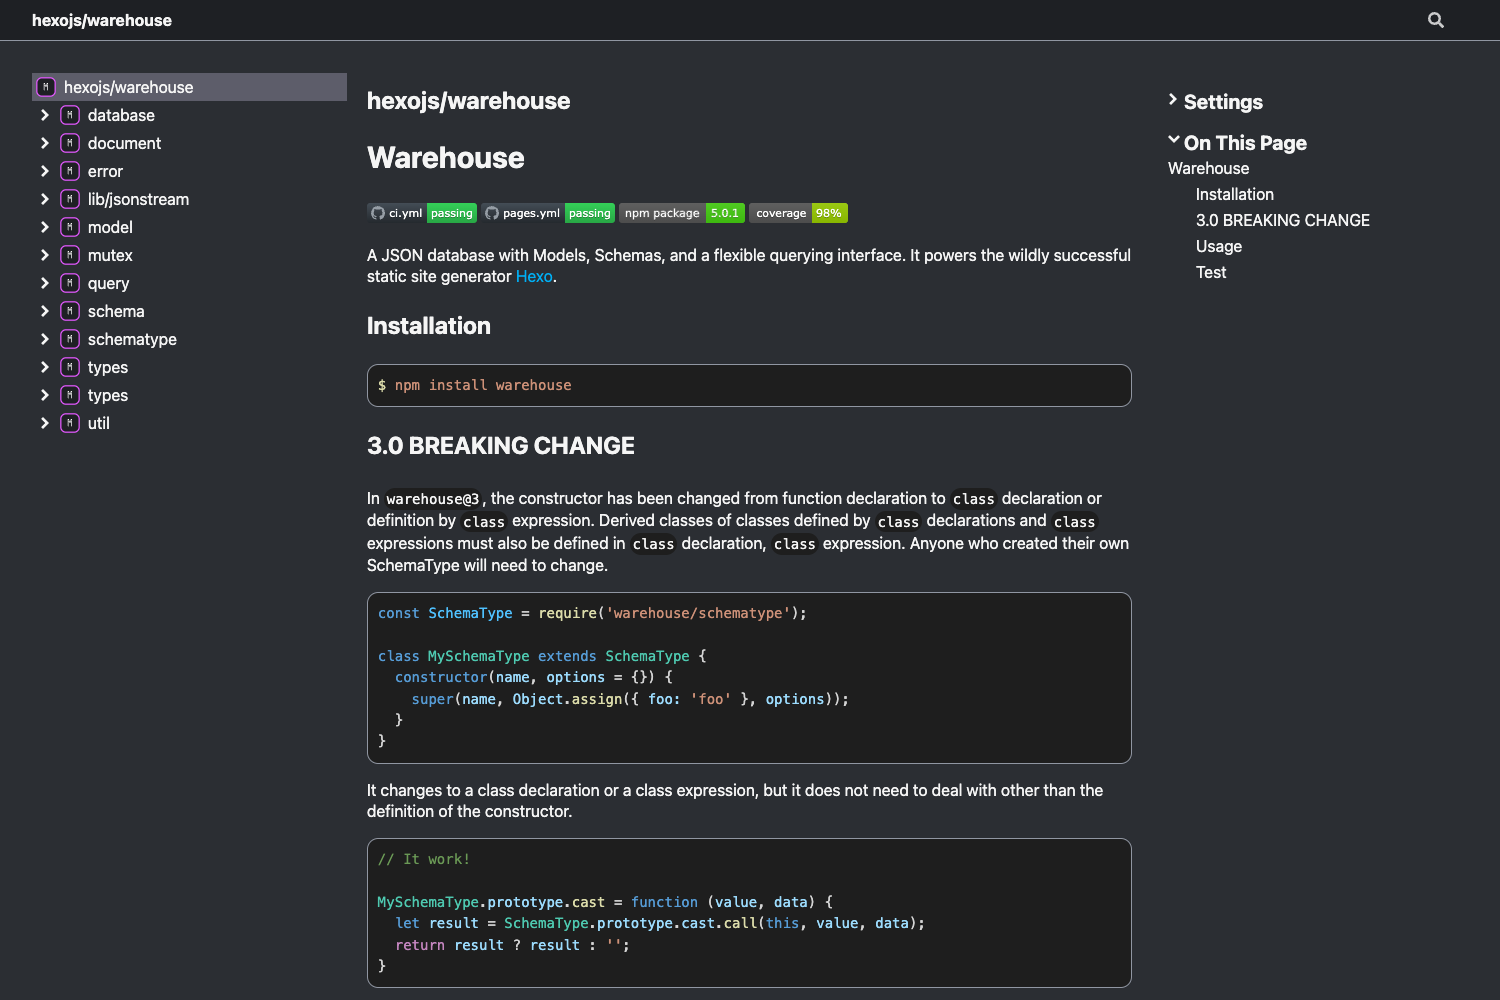 hexojs/warehouse
M hexojs/warehouse
M database
M document
M error
M lib/jsonstream
M model
M mutex
M query
M schema
M schematype
M types
M types
M util
hexojs/warehouse
Warehouse
ci.yml passing pages.yml passing npm package 5.0.1 coverage 98%
A JSON database with Models, Schemas, and a flexible querying interface. It powers the wildly successful
static site generator Hexo.
Installation
$ npm install warehouse
3.0 BREAKING CHANGE
In warehouse@3, the constructor has been changed from function declaration to class declaration or
definition by class expression. Derived classes of classes defined by class declarations and class
expressions must also be defined in class declaration, class expression. Anyone who created their own
SchemaType will need to change.
const SchemaType = require('warehouse/schematype');
class MySchemaType extends SchemaType {
  constructor(name, options = {}) {
    super(name, Object.assign({ foo: 'foo' }, options));
  }
}
It changes to a class declaration or a class expression, but it does not need to deal with other than the
definition of the constructor.
// It work!
MySchemaType.prototype.cast = function (value, data) {
  let result = SchemaType.prototype.cast.call(this, value, data);
  return result ? result : '';
}
Settings
On This Page
Warehouse
Installation
3.0 BREAKING CHANGE
Usage
Test